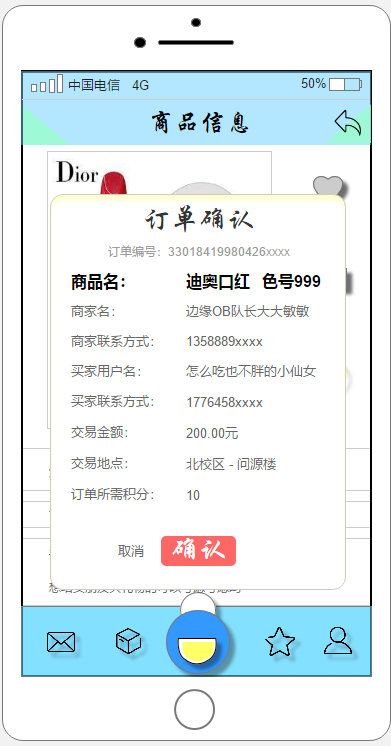 中国电信 4G 50%
商品信息
Dior
订单确认
订单编号：33018419980426xxxx
商品名： 迪奥口红 色号999
商家名： 边缘OB队长大大敏敏
商家联系方式： 1358889xxxx
买家用户名： 怎么吃也不胖的小仙女
买家联系方式： 1776458xxxx
交易金额： 200.00元
交易地点： 北校区 - 问源楼
订单所需积分： 10
取消 确认